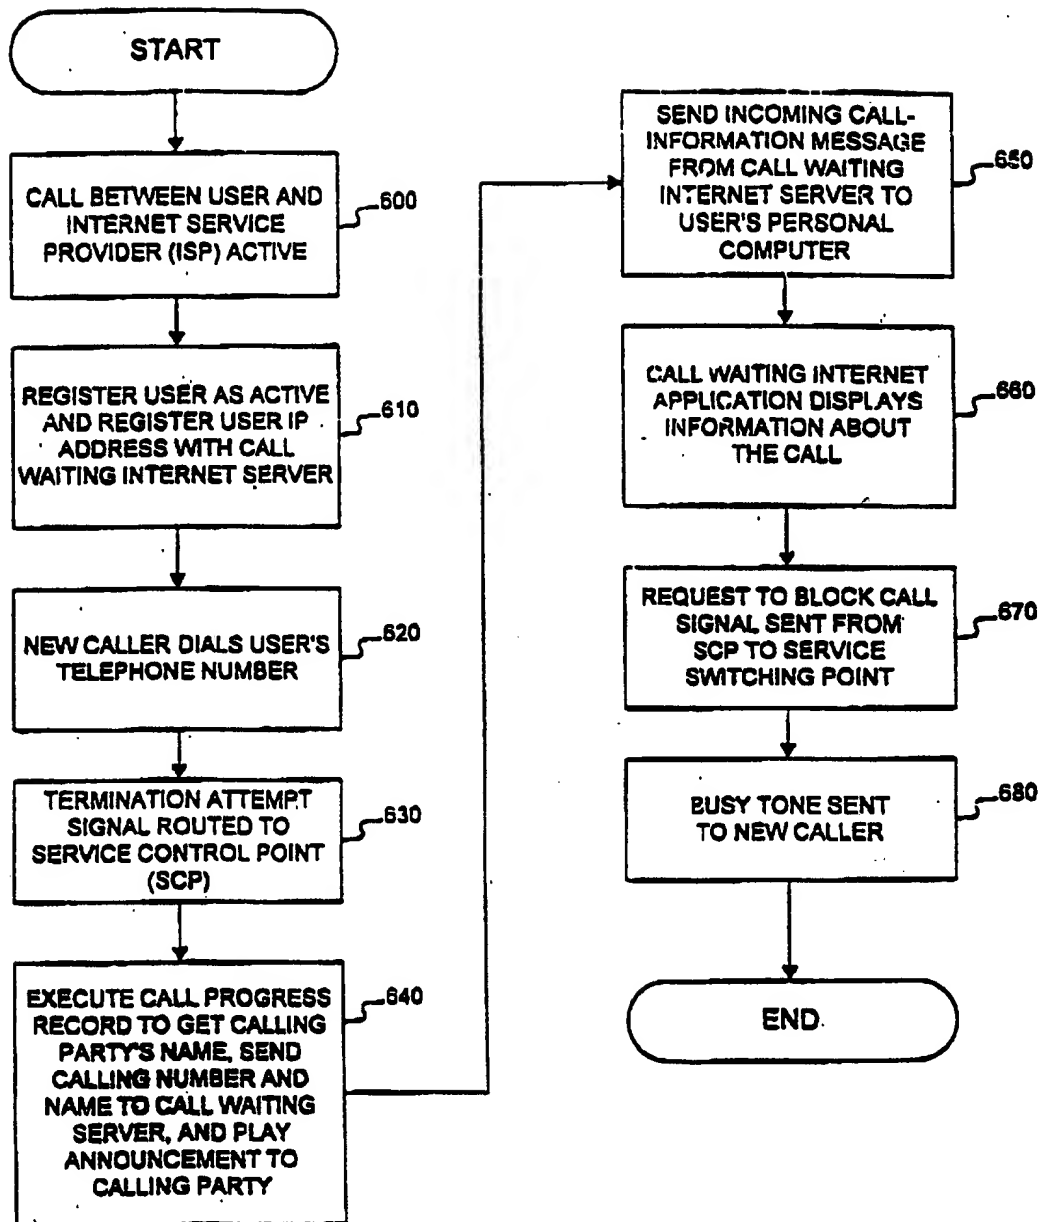 START
CALL BETWEEN USER AND
INTERNET SERVICE
PROVIDER (ISP) ACTIVE
600
REGISTER USER AS ACTIVE
AND REGISTER USER IP
ADDRESS WITH CALL
WAITING INTERNET SERVER
610
NEW CALLER DIALS USER'S
TELEPHONE NUMBER
620
TERMINATION ATTEMPT
SIGNAL ROUTED TO
SERVICE CONTROL POINT
(SCP)
630
EXECUTE CALL PROGRESS
RECORD TO GET CALLING
PARTY'S NAME, SEND
CALLING NUMBER AND
NAME TO CALL WAITING
SERVER, AND PLAY
ANNOUNCEMENT TO
CALLING PARTY
640
SEND INCOMING CALL-
INFORMATION MESSAGE
FROM CALL WAITING
INTERNET SERVER TO
USER'S PERSONAL
COMPUTER
650
CALL WAITING INTERNET
APPLICATION DISPLAYS
INFORMATION ABOUT
THE CALL
660
REQUEST TO BLOCK CALL
SIGNAL SENT FROM
SCP TO SERVICE
SWITCHING POINT
670
BUSY TONE SENT
TO NEW CALLER
680
END